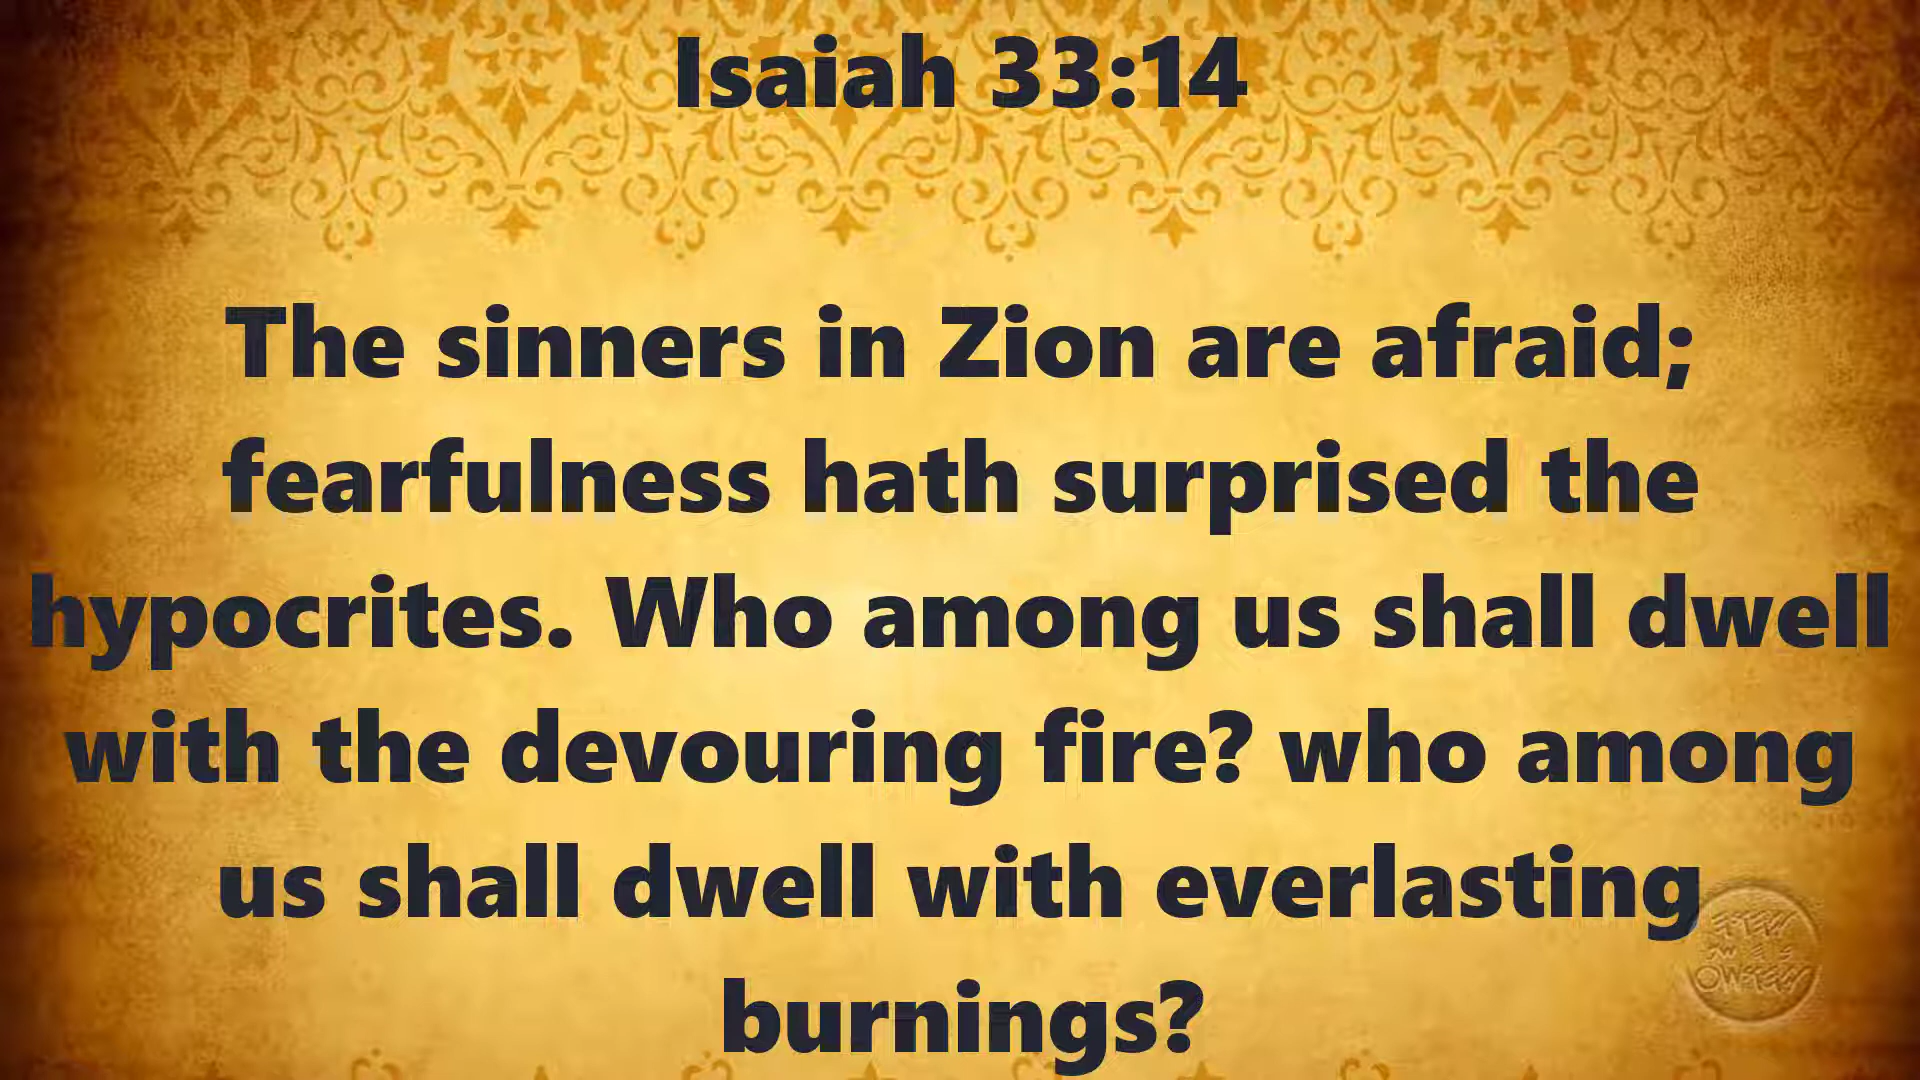 Isaiah 33:14
The sinners in Zion are afraid;
fearfulness hath surprised the
hypocrites. Who among us shall dwell
with the devouring fire? who among
us shall dwell with everlasting
burnings?